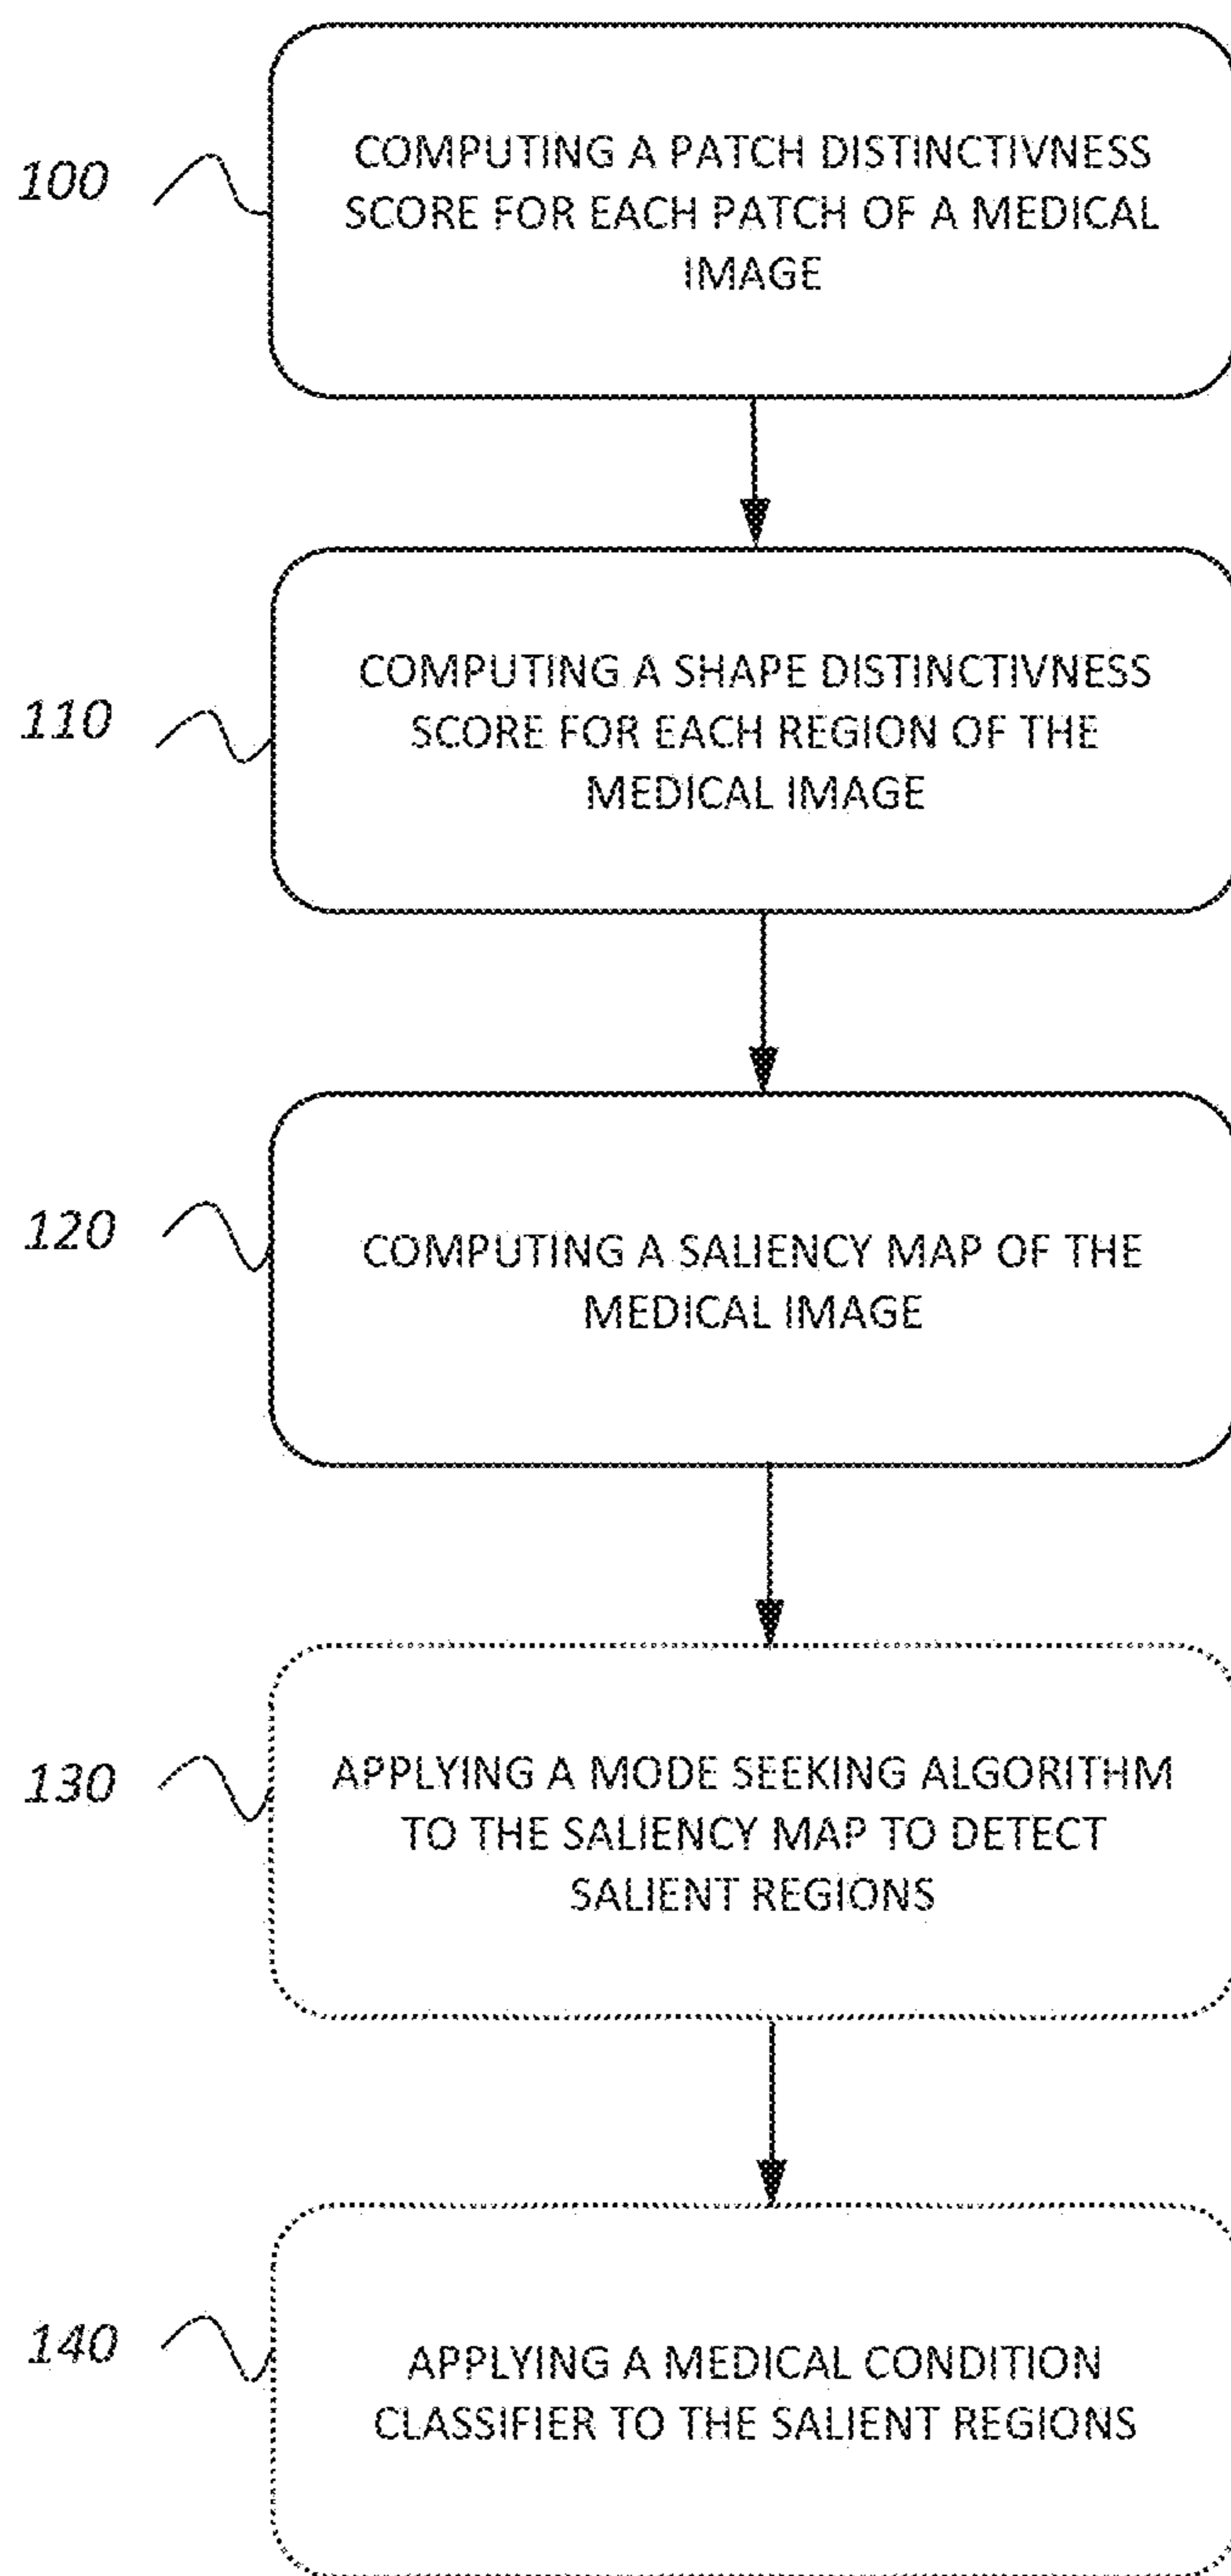 100
COMPUTING A PATCH DISTINCTIVNESS
SCORE FOR EACH PATCH OF A MEDICAL
IMAGE
110
COMPUTING A SHAPE DISTINCTIVNESS
SCORE FOR EACH REGION OF THE
MEDICAL IMAGE
120
COMPUTING A SALIENCY MAP OF THE
MEDICAL IMAGE
130
APPLYING A MODE SEEKING ALGORITHM
TO THE SALIENCY MAP TO DETECT
SALIENT REGIONS
140
APPLYING A MEDICAL CONDITION
CLASSIFIER TO THE SALIENT REGIONS